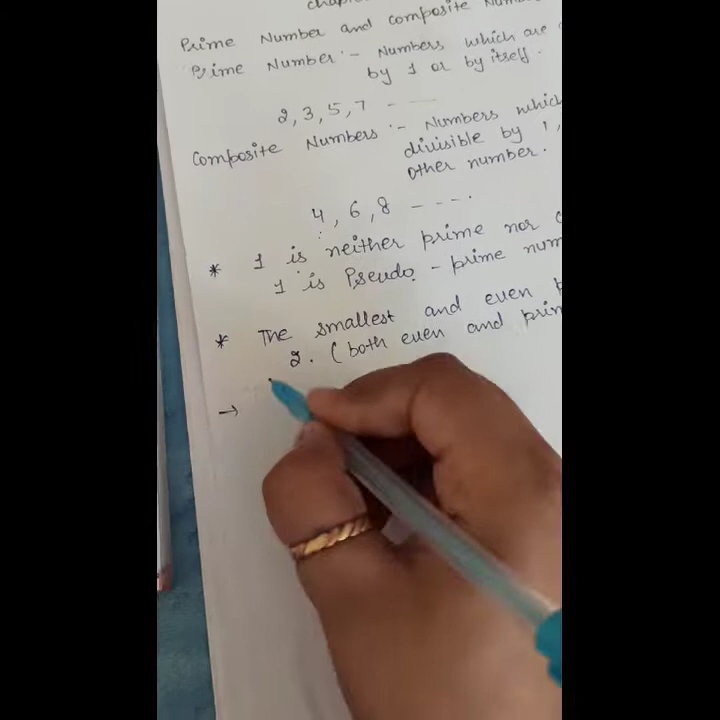 Prime Number and composite
Prime Number :- Numbers which are
by 1 or by itself.
2, 3, 5, 7 - ---
Composite Numbers :- Numbers which
divisible by 1,
other number.
4, 6, 8 - - - -.
* 1 is neither prime nor
1 is Pseudo - prime
* The smallest and even
2. (both even and
→